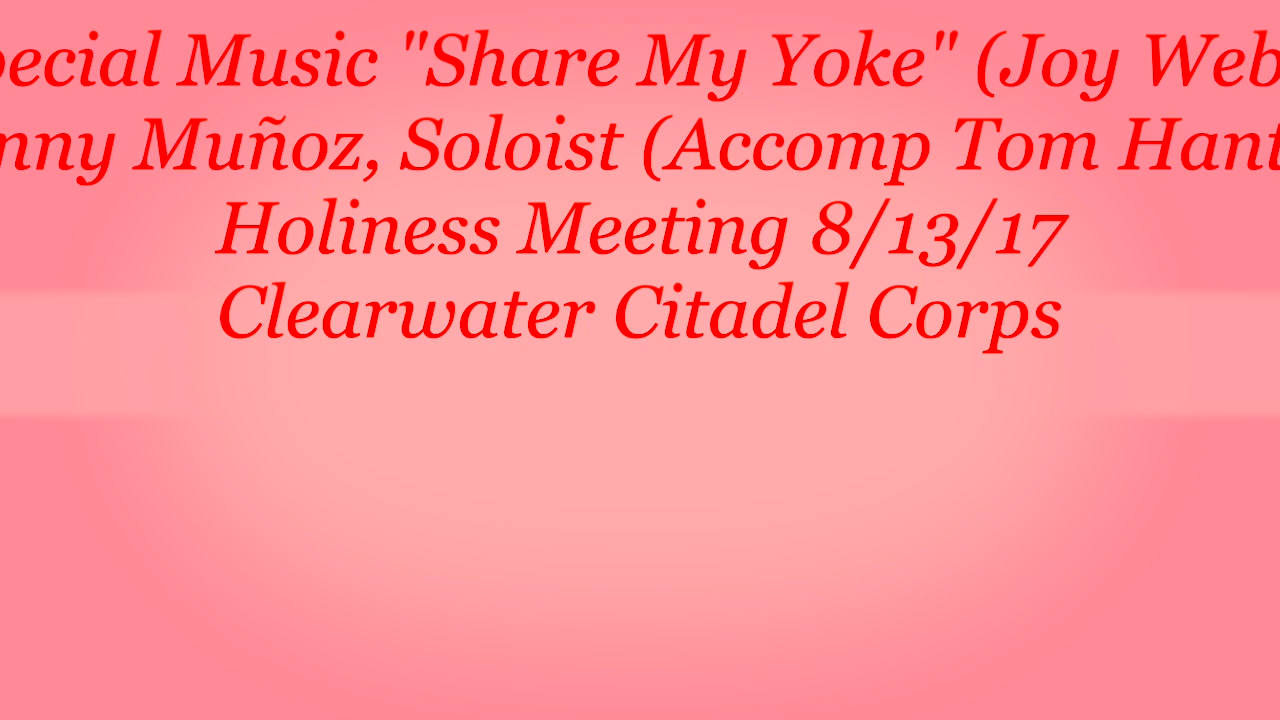 pecial Music "Share My Yoke" (Joy Web
nny Muñoz, Soloist (Accomp Tom Hant
Holiness Meeting 8/13/17
Clearwater Citadel Corps